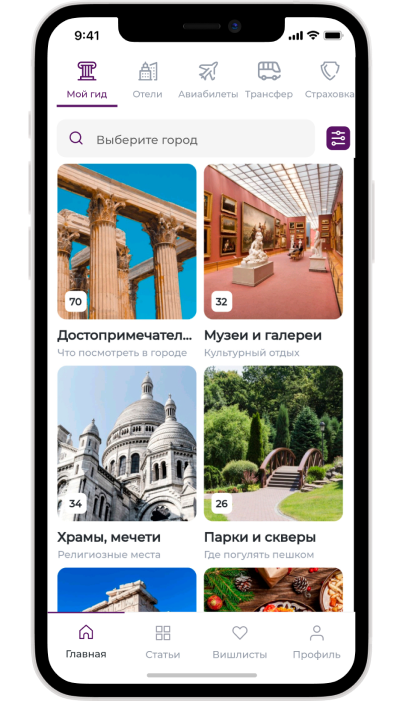 9:41
Мой гид
Отели
Авиабилеты
Трансфер
Страховка
Выберите город
70
32
Достопримечател...
Музеи и галереи
Что посмотреть в городе
Культурный отдых
34
26
Храмы, мечети
Парки и скверы
Религиозные места
Где погулять пешком
Главная
Статьи
Вишлисты
Профиль